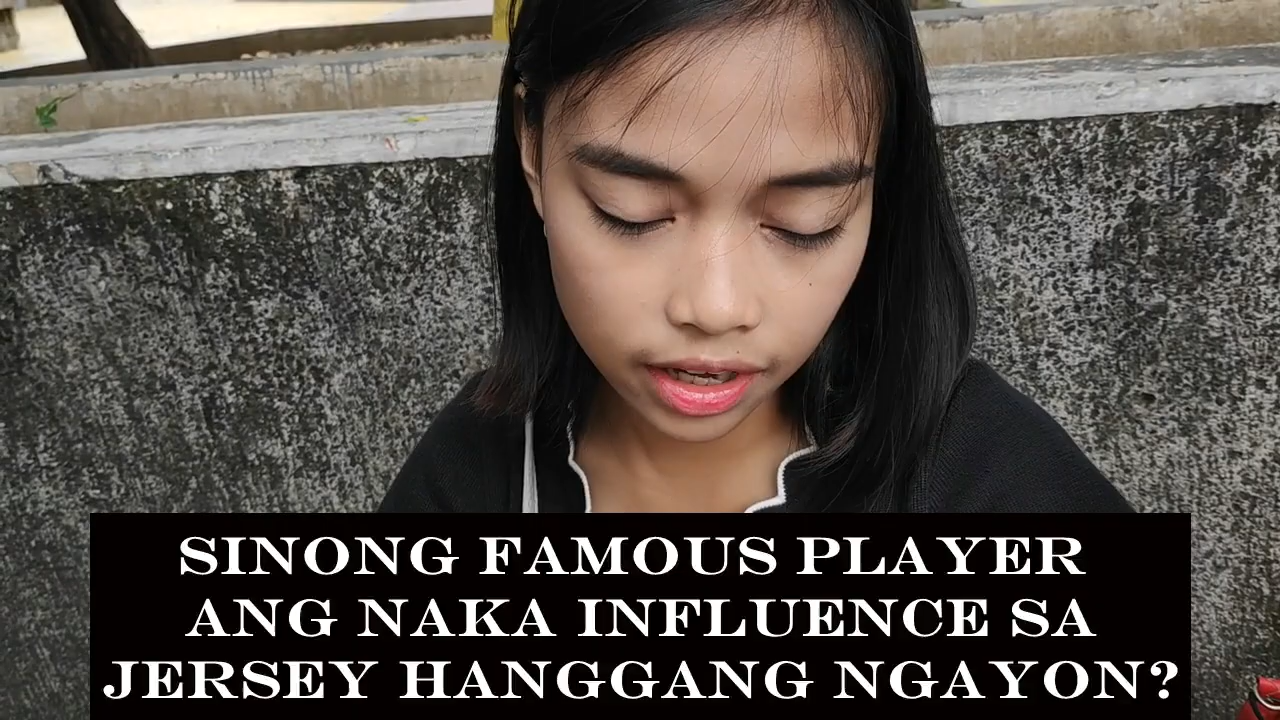 SINONG FAMOUS PLAYER
ANG NAKA INFLUENCE SA
JERSEY HANGGANG NGAYON?